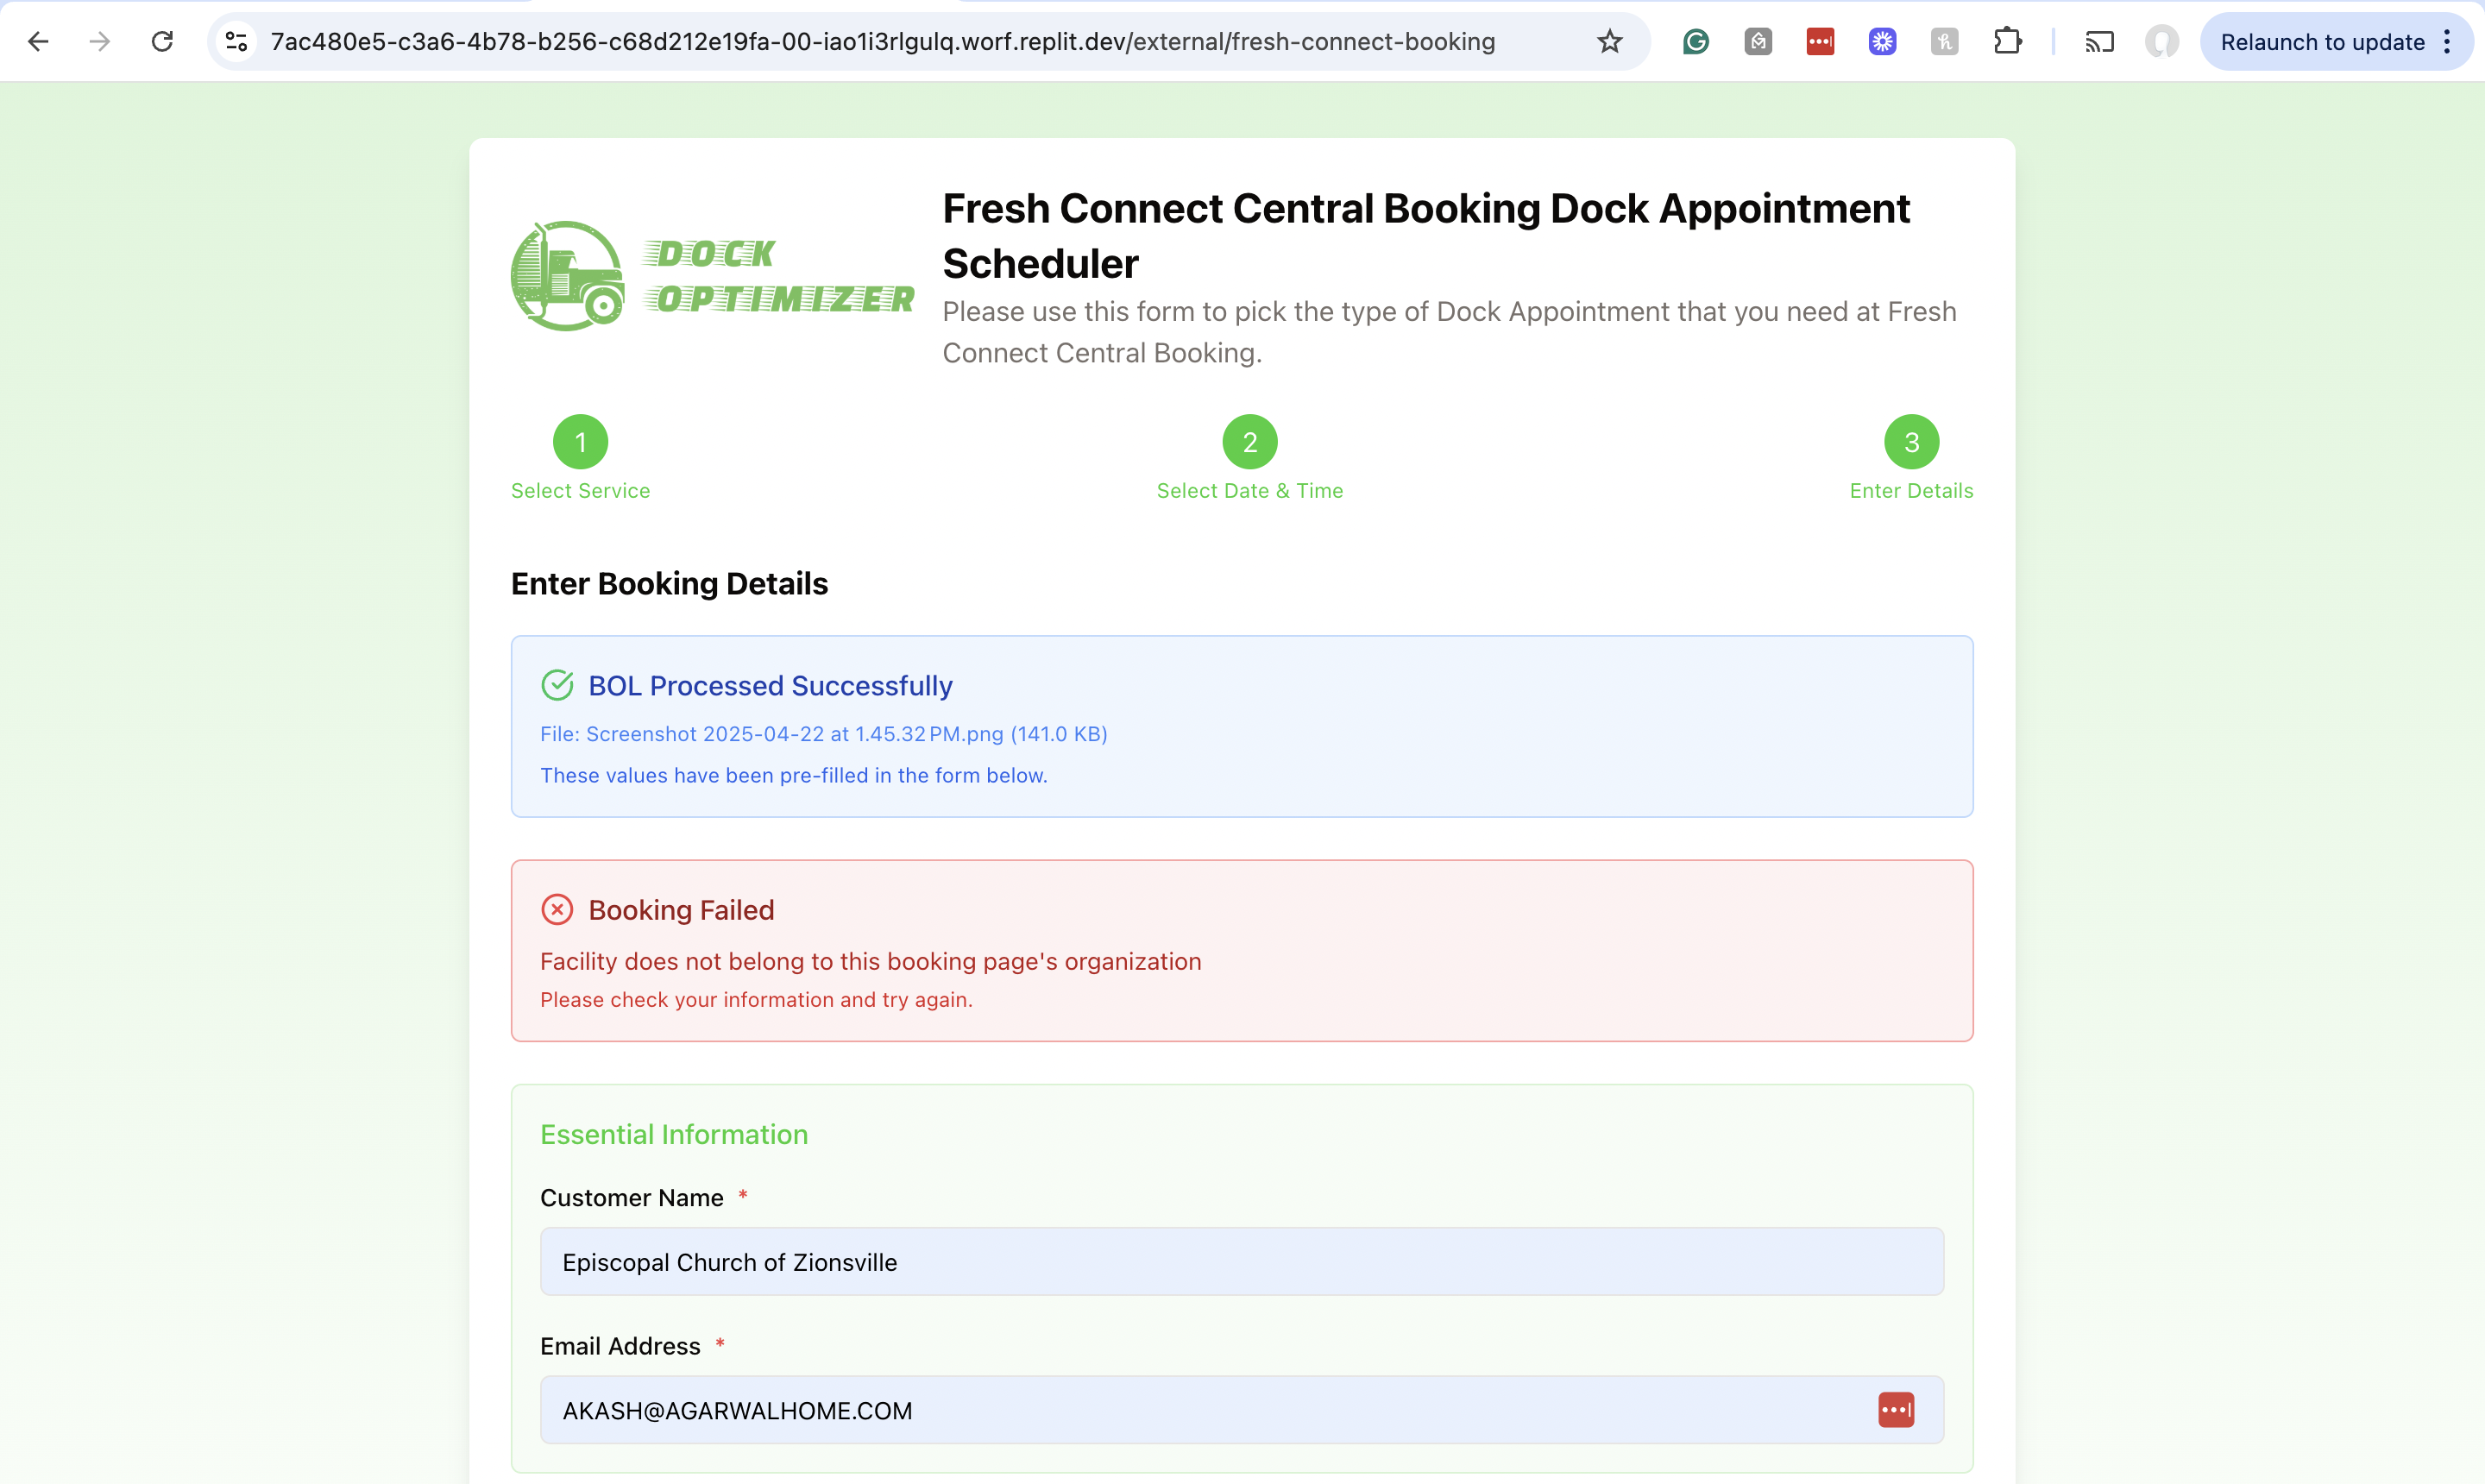 7ac480e5-c3a6-4b78-b256-c68d212e19fa-00-iao1i3rlgulq.worf.replit.dev/external/fresh-connect-booking
Relaunch to update
DOCK
OPTIMIZER
Fresh Connect Central Booking Dock Appointment
Scheduler
Please use this form to pick the type of Dock Appointment that you need at Fresh
Connect Central Booking.
1
2
3
Select Service
Select Date & Time
Enter Details
Enter Booking Details
BOL Processed Successfully
File: Screenshot 2025-04-22 at 1.45.32 PM.png (141.0 KB)
These values have been pre-filled in the form below.
Booking Failed
Facility does not belong to this booking page's organization
Please check your information and try again.
Essential Information
Customer Name *
Episcopal Church of Zionsville
Email Address *
AKASH@AGARWALHOME.COM